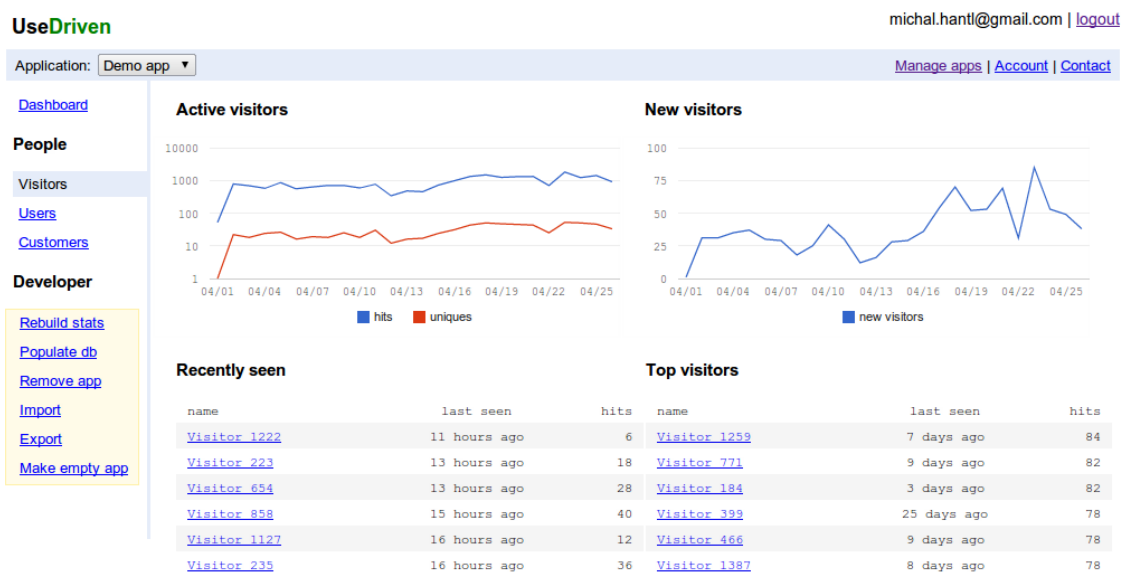 UseDriven
michal.hantl@gmail.com | logout
Application: Demo app
Manage apps | Account | Contact
Dashboard
People
Visitors
Users
Customers
Developer
Rebuild stats
Populate db
Remove app
Import
Export
Make empty app
Active visitors
10000
1000
100
10
1
04/01 04/04 04/07 04/10 04/13 04/16 04/19 04/22 04/25
hits uniques
New visitors
100
75
50
25
0
04/01 04/04 04/07 04/10 04/13 04/16 04/19 04/22 04/25
new visitors
Recently seen
name last seen hits
Visitor 1222 11 hours ago 6
Visitor 223 13 hours ago 18
Visitor 654 13 hours ago 28
Visitor 858 15 hours ago 40
Visitor 1127 16 hours ago 12
Visitor 235 16 hours ago 36
Top visitors
name last seen hits
Visitor 1259 7 days ago 84
Visitor 771 9 days ago 82
Visitor 184 3 days ago 82
Visitor 399 25 days ago 78
Visitor 466 9 days ago 78
Visitor 1387 8 days ago 78